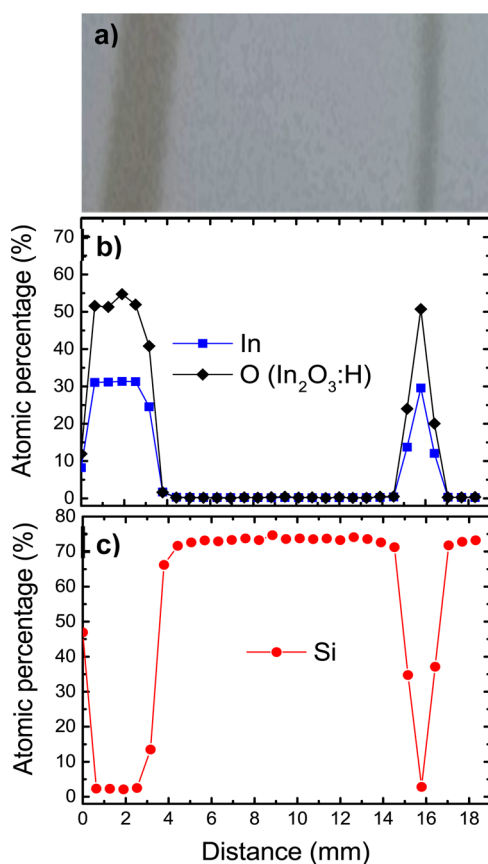 a)
b)
Atomic percentage (%)
70
60
50
40
30
20
10
0
In
O (In₂O₃:H)
c)
Atomic percentage (%)
80
70
60
50
40
30
20
10
0
Si
0 2 4 6 8 10 12 14 16 18
Distance (mm)